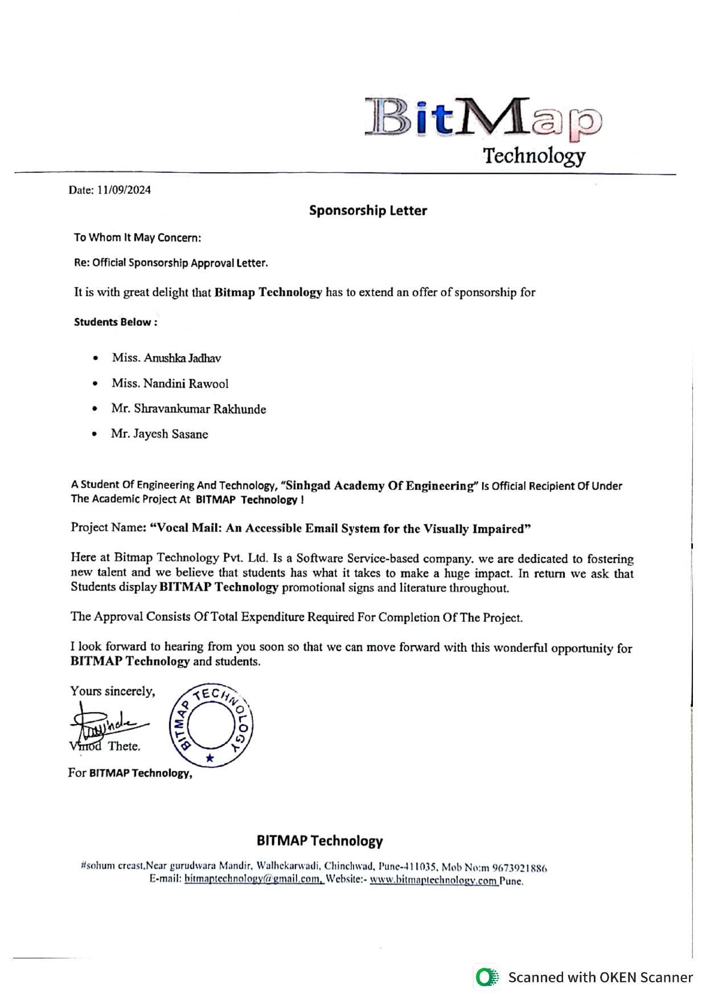 BitMap
Technology
Date: 11/09/2024
Sponsorship Letter
To Whom It May Concern:
Re: Official Sponsorship Approval Letter.
It is with great delight that Bitmap Technology has to extend an offer of sponsorship for
Students Below :
• Miss. Anushka Jadhav
• Miss. Nandini Rawool
• Mr. Shravankumar Rakhunde
• Mr. Jayesh Sasane
A Student Of Engineering And Technology, “Sinhgad Academy Of Engineering” Is Official Recipient Of Under
The Academic Project At BITMAP Technology !
Project Name: “Vocal Mail: An Accessible Email System for the Visually Impaired”
Here at Bitmap Technology Pvt. Ltd. Is a Software Service-based company. we are dedicated to fostering
new talent and we believe that students has what it takes to make a huge impact. In return we ask that
Students display BITMAP Technology promotional signs and literature throughout.
The Approval Consists Of Total Expenditure Required For Completion Of The Project.
I look forward to hearing from you soon so that we can move forward with this wonderful opportunity for
BITMAP Technology and students.
Yours sincerely,
BITMAP TECHNOLOGY
Vinod Thete.
For BITMAP Technology,
BITMAP Technology
#sohum creast,Near gurudwara Mandir, Walhekarwadi, Chinchwad, Pune-411035, Mob No:m 9673921886
E-mail: bitmaptechnology@gmail.com, Website:- www.bitmaptechnology.com Pune.
Scanned with OKEN Scanner